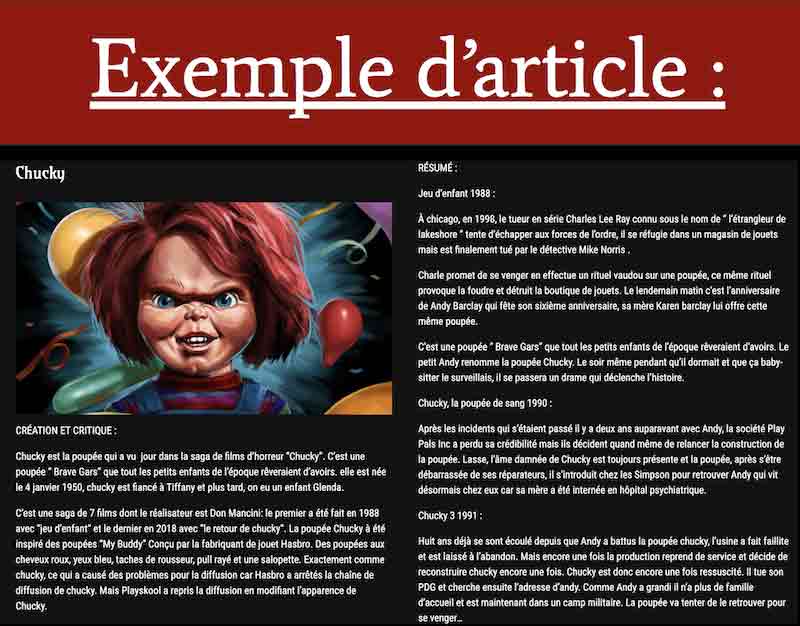 Exemple d’article :
Chucky
CRÉATION ET CRITIQUE :
Chucky est la poupée qui a vu  jour dans la saga de films d’horreur “Chucky”. C’est une
poupée “ Brave Gars” que tout les petits enfants de l’époque rêveraient d’avoirs. elle est née
le 4 janvier 1950, chucky est fiancé à Tiffany et plus tard, on eu un enfant Glenda.
C’est une saga de 7 films dont le réalisateur est Don Mancini: le premier a été fait en 1988
avec “jeu d’enfant” et le dernier en 2018 avec “le retour de chucky”. La poupée Chucky à été
inspiré des poupées “My Buddy” Conçu par la fabriquant de jouet Hasbro. Des poupées aux
cheveux roux, yeux bleu, taches de rousseur, pull rayé et une salopette. Exactement comme
chucky, ce qui a causé des problèmes pour la diffusion car Hasbro a arrêtés la chaîne de
diffusion de chucky. Mais Playskool a repris la diffusion en modifiant l’apparence de
Chucky.
RÉSUMÉ :
Jeu d’enfant 1988 :
À chicago, en 1998, le tueur en série Charles Lee Ray connu sous le nom de “ l’étrangleur de
lakeshore “ tente d’échapper aux forces de l’ordre, il se réfugie dans un magasin de jouets
mais est finalement tué par le détective Mike Norris .
Charle promet de se venger en effectue un rituel vaudou sur une poupée, ce même rituel
provoque la foudre et détruit la boutique de jouets. Le lendemain matin c’est l’anniversaire
de Andy Barclay qui fête son sixième anniversaire, sa mère Karen barclay lui offre cette
même poupée.
C’est une poupée “ Brave Gars” que tout les petits enfants de l’époque rêveraient d’avoirs. Le
petit Andy renomme la poupée Chucky. Le soir même pendant qu’il dormait et que ça baby-
sitter le surveillais, il se passera un drame qui déclenche l’histoire.
Chucky, la poupée de sang 1990 :
Après les incidents qui s’étaient passé il y a deux ans auparavant avec Andy, la société Play
Pals Inc a perdu sa crédibilité mais ils décident quand même de relancer la construction de
la poupée. Lasse, l’âme damnée de Chucky est toujours présente et la poupée, après s’être
débarrassée de ses réparateurs, il s’introduit chez les Simpson pour retrouver Andy qui vit
désormais chez eux car sa mère a été internée en hôpital psychiatrique.
Chucky 3 1991 :
Huit ans déjà se sont écoulé depuis que Andy a battus la poupée chucky, l’usine a fait faillite
et est laissé à l’abandon. Mais encore une fois la production reprend de service et décide de
reconstruire chucky encore une fois. Chucky est donc encore une fois ressuscité. Il tue son
PDG et cherche ensuite l’adresse d’andy. Comme Andy a grandi il n’a plus de famille
d’accueil et est maintenant dans un camp militaire. La poupée va tenter de le retrouver pour
se venger…